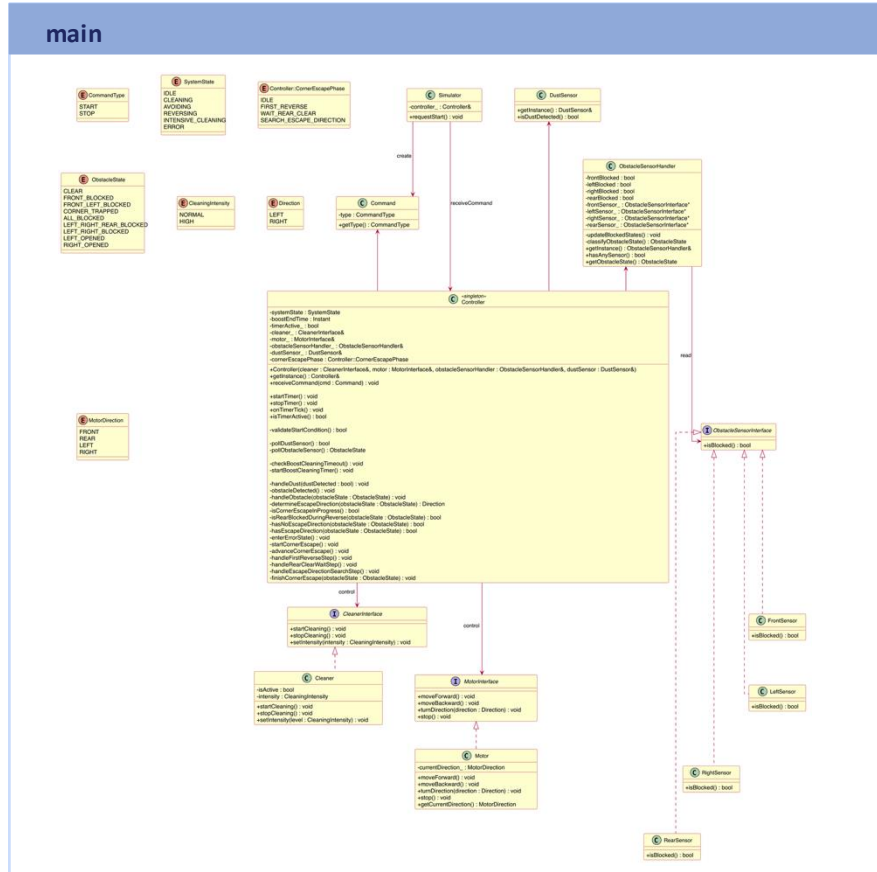 main
CommandType
START
STOP
SystemState
IDLE
CLEANING
AVOIDING
REVERSING
INTENSIVE_CLEANING
ERROR
Controller::CornerEscapePhase
IDLE
FIRST_REVERSE
WAIT_REAR_CLEAR
SEARCH_ESCAPE_DIRECTION
Simulator
-controller_ : Controller&
+requestStart() : void
DustSensor
+getInstance() : DustSensor&
+isDustDetected() : bool
create
receiveCommand
ObstacleState
CLEAR
FRONT_BLOCKED
FRONT_LEFT_BLOCKED
CORNER_TRAPPED
ALL_BLOCKED
LEFT_RIGHT_REAR_BLOCKED
LEFT_RIGHT_BLOCKED
LEFT_OPENED
RIGHT_OPENED
CleaningIntensity
NORMAL
HIGH
Direction
LEFT
RIGHT
Command
-type : CommandType
+getType() : CommandType
ObstacleSensorHandler
-frontBlocked : bool
-leftBlocked : bool
-rightBlocked : bool
-rearBlocked : bool
-frontSensor_ : ObstacleSensorInterface*
-leftSensor_ : ObstacleSensorInterface*
-rightSensor_ : ObstacleSensorInterface*
-rearSensor_ : ObstacleSensorInterface*
-updateBlockedStates() : void
-classifyObstacleState() : ObstacleState
+getInstance() : ObstacleSensorHandler&
+hasAnySensor() : bool
+getObstacleState() : ObstacleState
«singleton»
Controller
-systemState : SystemState
-boostEndTime : Instant
-timerActive_ : bool
-cleaner_ : CleanerInterface&
-motor_ : MotorInterface&
-obstacleSensorHandler_ : ObstacleSensorHandler&
-dustSensor_ : DustSensor&
-cornerEscapePhase : Controller::CornerEscapePhase
+Controller(cleaner : CleanerInterface&, motor : MotorInterface&, obstacleSensorHandler : ObstacleSensorHandler&, dustSensor : DustSensor&)
+getInstance() : Controller&
+receiveCommand(cmd : Command) : void
+startTimer() : void
+stopTimer() : void
+onTimerTick() : void
+isTimerActive() : bool
-validateStartCondition() : bool
-pollDustSensor() : bool
-pollObstacleSensor() : ObstacleState
-checkBoostCleaningTimeout() : void
-startBoostCleaningTimer() : void
-handleDust(dustDetected : bool) : void
-obstacleDetected() : void
-handleObstacle(obstacleState : ObstacleState) : void
-determineEscapeDirection(obstacleState : ObstacleState) : Direction
-isCornerEscapeInProgress() : bool
-isRearBlockedDuringReverse(obstacleState : ObstacleState) : bool
-hasNoEscapeDirection(obstacleState : ObstacleState) : bool
-hasEscapeDirection(obstacleState : ObstacleState) : bool
-enterErrorState() : void
-startCornerEscape() : void
-advanceCornerEscape() : void
-handleFirstReverseStep() : void
-handleRearClearWaitStep() : void
-handleEscapeDirectionSearchStep() : void
-finishCornerEscape(obstacleState : ObstacleState) : void
read
MotorDirection
FRONT
REAR
LEFT
RIGHT
ObstacleSensorInterface
+isBlocked() : bool
control
control
CleanerInterface
+startCleaning() : void
+stopCleaning() : void
+setIntensity(intensity : CleaningIntensity) : void
Cleaner
-isActive : bool
-intensity : CleaningIntensity
+startCleaning() : void
+stopCleaning() : void
+setIntensity(level : CleaningIntensity) : void
MotorInterface
+moveForward() : void
+moveBackward() : void
+turnDirection(direction : Direction) : void
+stop() : void
Motor
-currentDirection_ : MotorDirection
+moveForward() : void
+moveBackward() : void
+turnDirection(direction : Direction) : void
+stop() : void
+getCurrentDirection() : MotorDirection
FrontSensor
+isBlocked() : bool
LeftSensor
+isBlocked() : bool
RightSensor
+isBlocked() : bool
RearSensor
+isBlocked() : bool